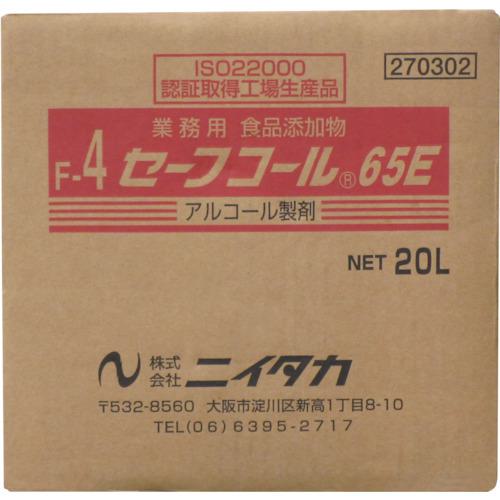 ISO22000
認証取得工場生産品
270302
業務用 食品添加物
F-4 セーフコール® 65E
アルコール製剤
NET 20L
株式会社 ニイタカ
〒532-8560 大阪市淀川区新高1丁目8-10
TEL(06)6395-2717